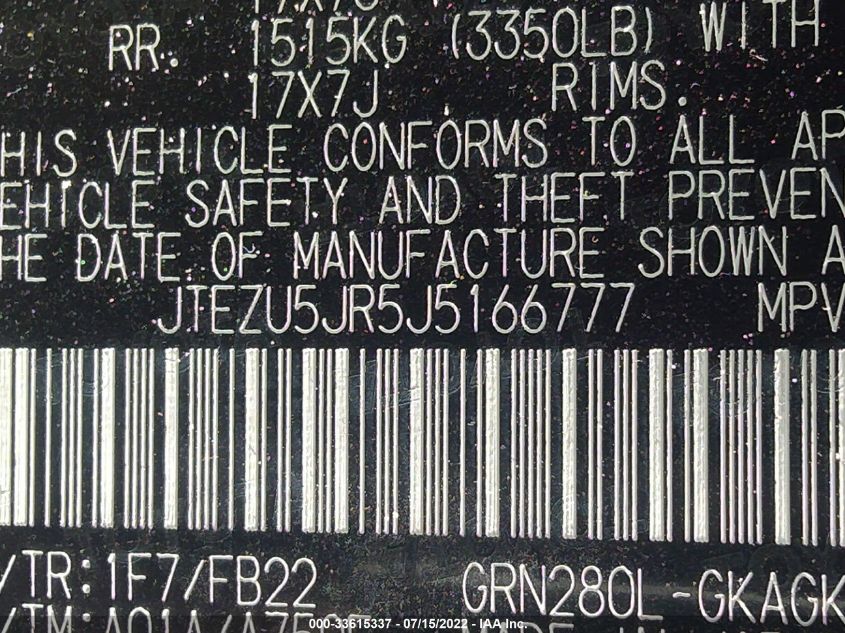 RR. 1515KG (3350LB) WITH
17X7J RIMS.
HIS VEHICLE CONFORMS TO ALL AP
EHICLE SAFETY AND THEFT PREVEN
HE DATE OF MANUFACTURE SHOWN A
JTEZU5JR5J5166777 MPV
/TR:1F7/FB22 GRN280L-GKAGK
000-33615337 - 07/15/2022 - IAA Inc.